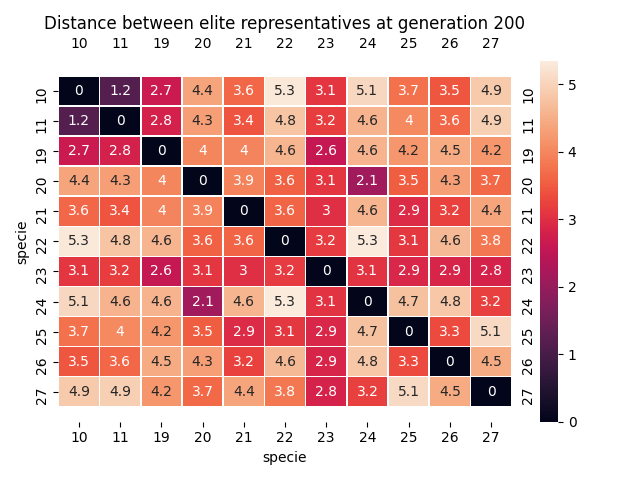 Distance between elite representatives at generation 200
10 11 19 20 21 22 23 24 25 26 27
10 0 1.2 2.7 4.4 3.6 5.3 3.1 5.1 3.7 3.5 4.9 10
11 1.2 0 2.8 4.3 3.4 4.8 3.2 4.6 4 3.6 4.9 11
19 2.7 2.8 0 4 4 4.6 2.6 4.6 4.2 4.5 4.2 19
20 4.4 4.3 4 0 3.9 3.6 3.1 2.1 3.5 4.3 3.7 20
21 3.6 3.4 4 3.9 0 3.6 3 4.6 2.9 3.2 4.4 21
22 5.3 4.8 4.6 3.6 3.6 0 3.2 5.3 3.1 4.6 3.8 22
23 3.1 3.2 2.6 3.1 3 3.2 0 3.1 2.9 2.9 2.8 23
24 5.1 4.6 4.6 2.1 4.6 5.3 3.1 0 4.7 4.8 3.2 24
25 3.7 4 4.2 3.5 2.9 3.1 2.9 4.7 0 3.3 5.1 25
26 3.5 3.6 4.5 4.3 3.2 4.6 2.9 4.8 3.3 0 4.5 26
27 4.9 4.9 4.2 3.7 4.4 3.8 2.8 3.2 5.1 4.5 0 27
10 11 19 20 21 22 23 24 25 26 27
specie
specie
5
4
3
2
1
0